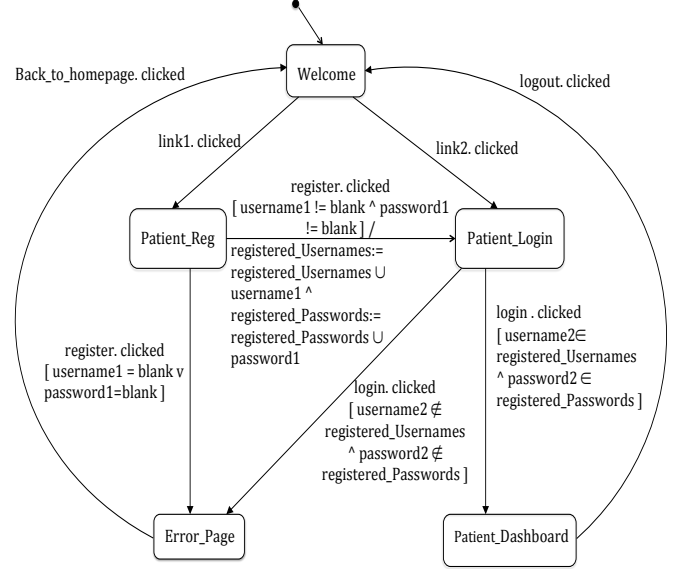 Welcome
Back_to_homepage. clicked
logout. clicked
link1. clicked
link2. clicked
register. clicked
[ username1 != blank ^ password1
!= blank ] /
registered_Usernames:=
registered_Usernames ∪
username1 ^
registered_Passwords:=
registered_Passwords ∪
password1
Patient_Reg
Patient_Login
register. clicked
[ username1 = blank v
password1=blank ]
login . clicked
[ username2∈
registered_Usernames
^ password2 ∈
registered_Passwords ]
login. clicked
[ username2 ∉
registered_Usernames
^ password2 ∉
registered_Passwords ]
Error_Page
Patient_Dashboard